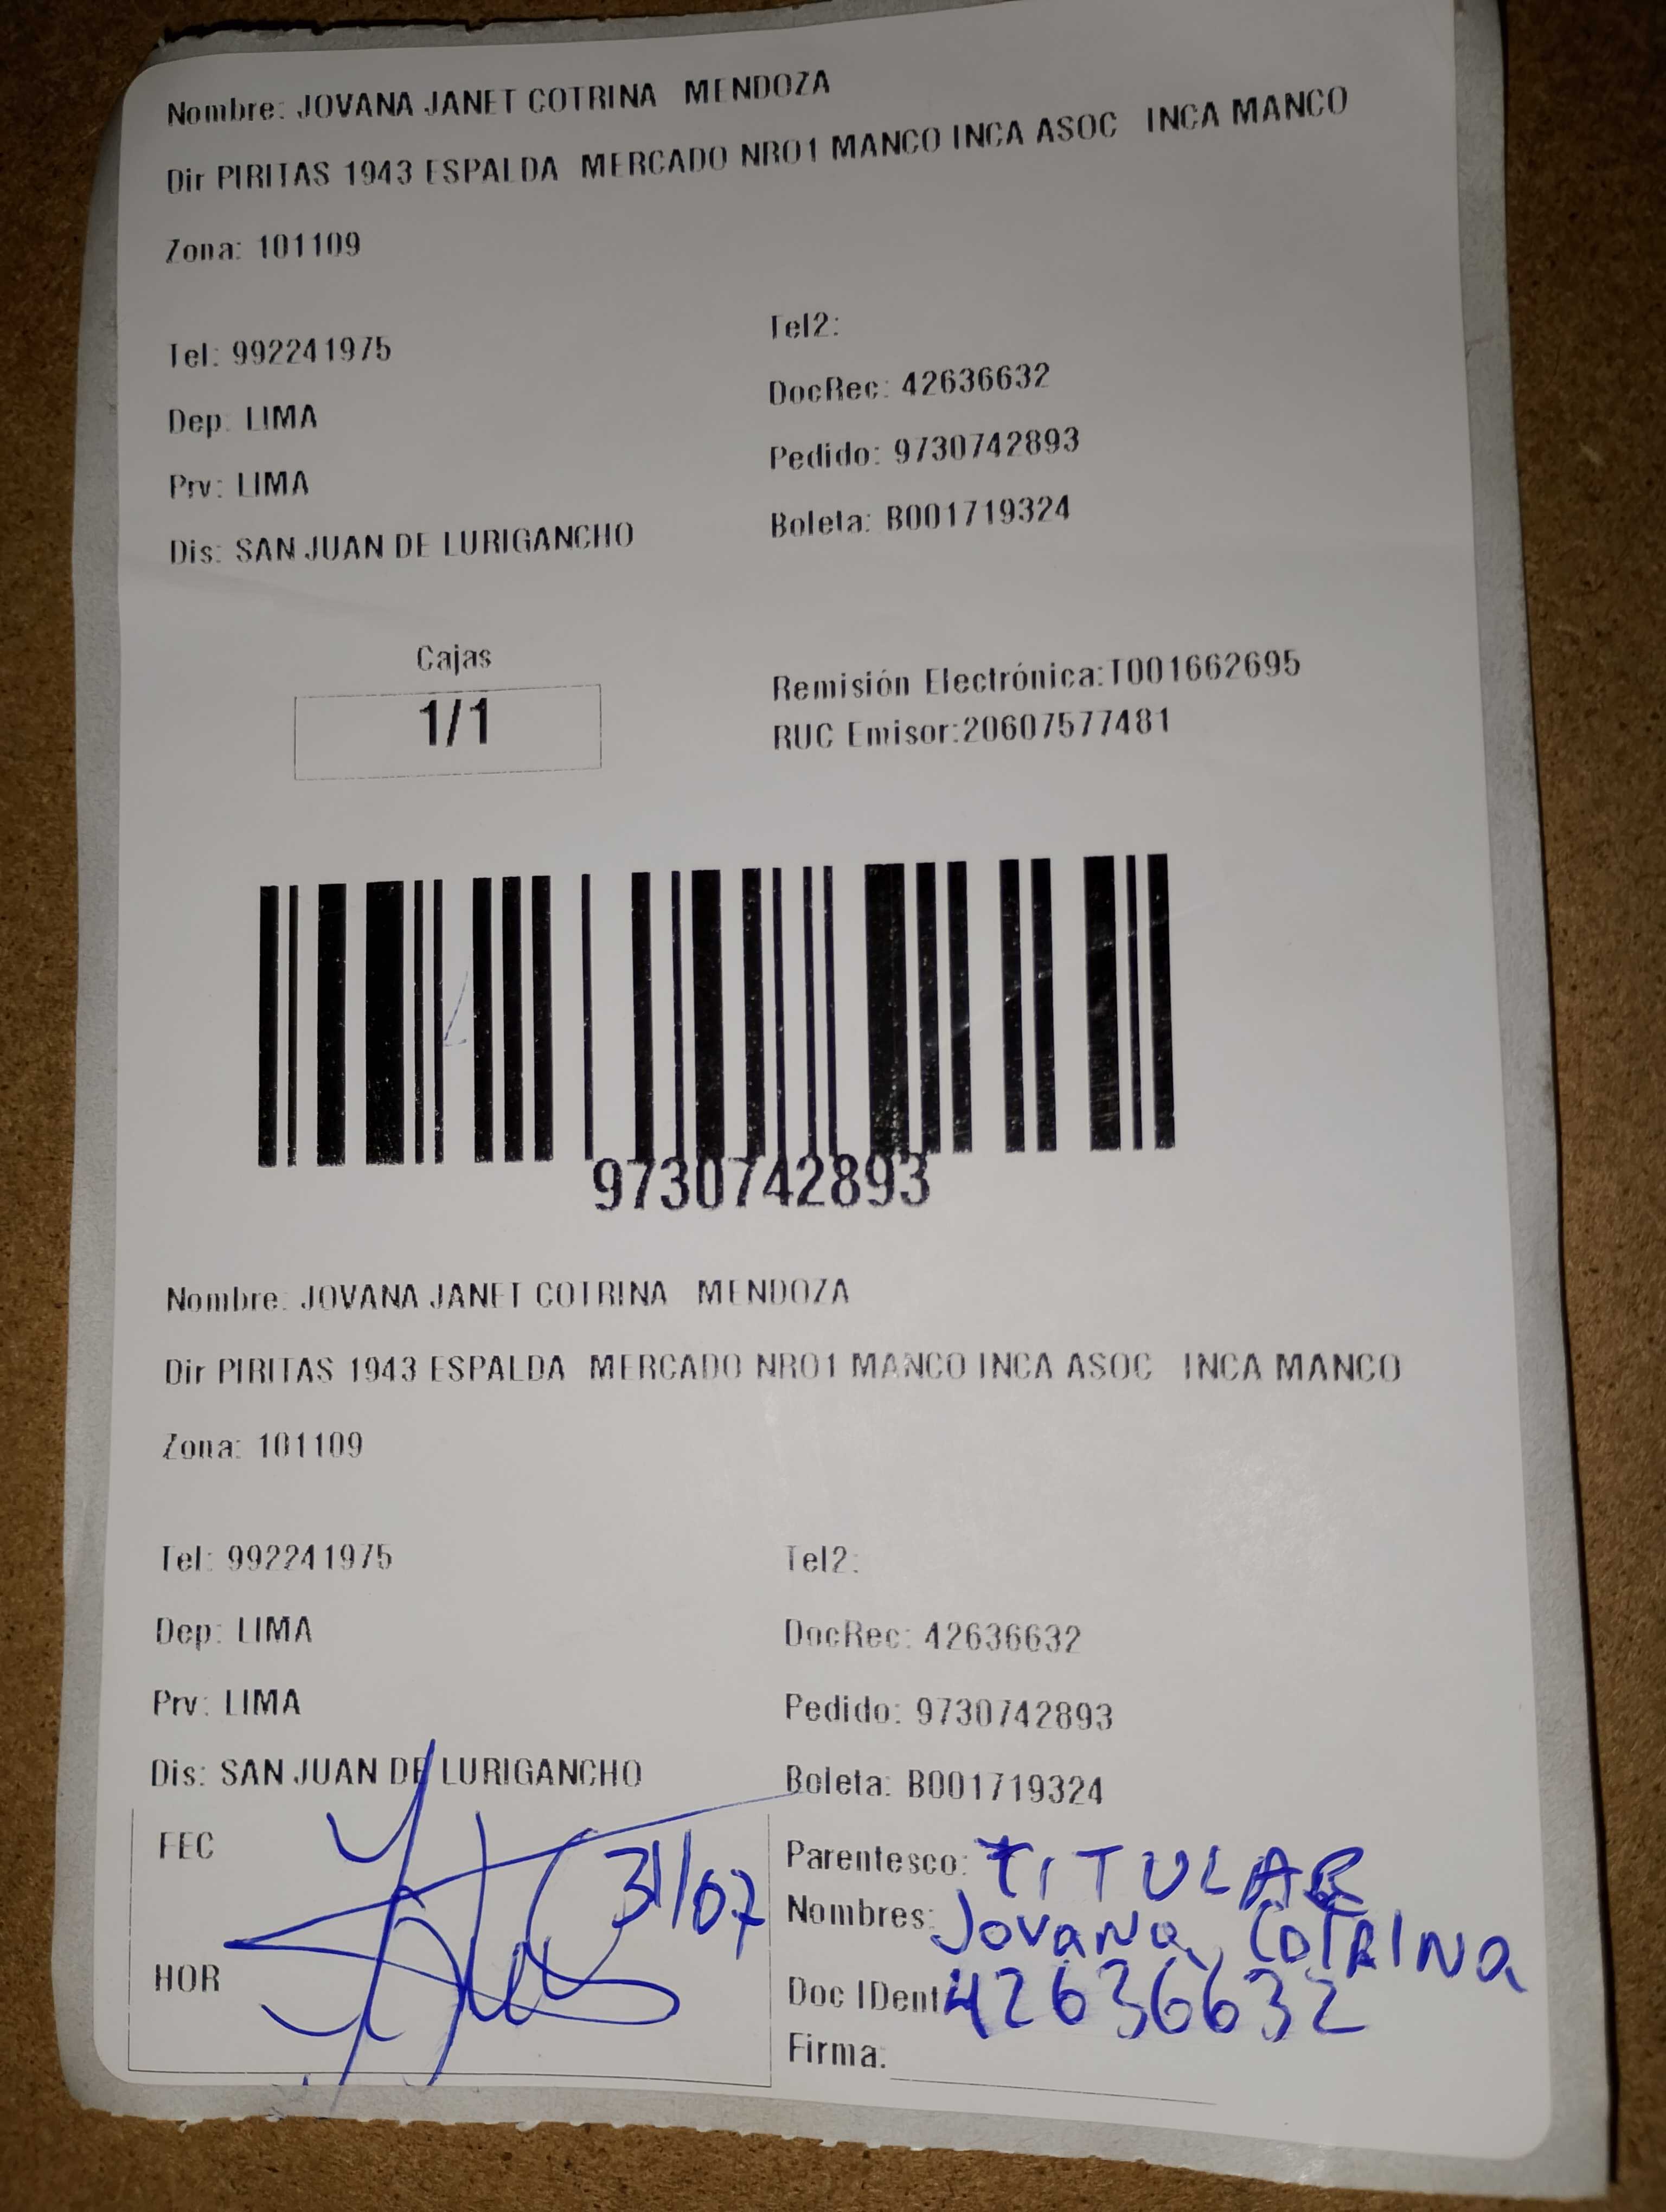 Nombre: JOVANA JANET COTRINA MENDOZA
Dir PIRITAS 1943 ESPALDA MERCADO NRO1 MANCO INCA ASOC INCA MANCO
Zona: 101109
Tel: 992241975
Tel2:
Dep: LIMA
DocRec: 42636632
Prv: LIMA
Pedido: 9730742893
Dis: SAN JUAN DE LURIGANCHO
Boleta: B001719324
Cajas
1/1
Remisión Electrónica:T001662695
RUC Emisor:20607577481
9730742893
Nombre: JOVANA JANET COTRINA MENDOZA
Dir PIRITAS 1943 ESPALDA MERCADO NRO1 MANCO INCA ASOC INCA MANCO
Zona: 101109
Tel: 992241975
Tel2:
Dep: LIMA
DocRec: 42636632
Prv: LIMA
Pedido: 9730742893
Dis: SAN JUAN DE LURIGANCHO
Boleta: B001719324
FEC
31/07
HOR
Parentesco: TITULAR
Nombres: Jovana COTRINa
Doc IDent 42636632
Firma: